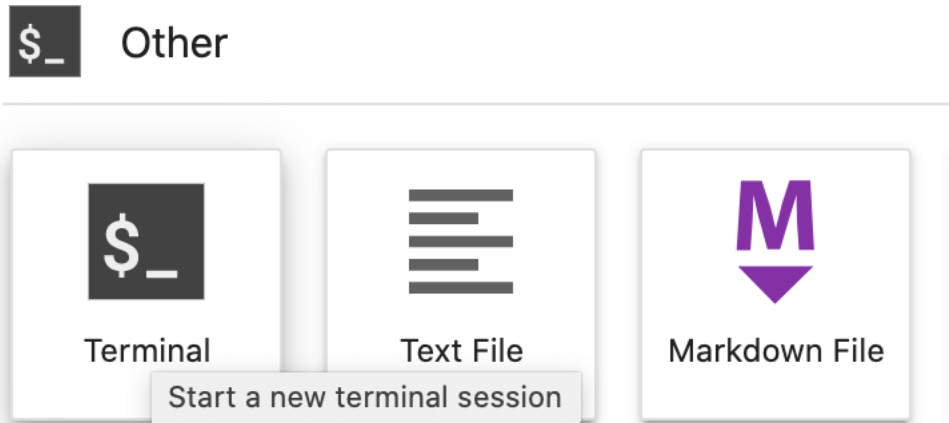 $_ Other
$_
M
Terminal
Text File
Markdown File
Start a new terminal session